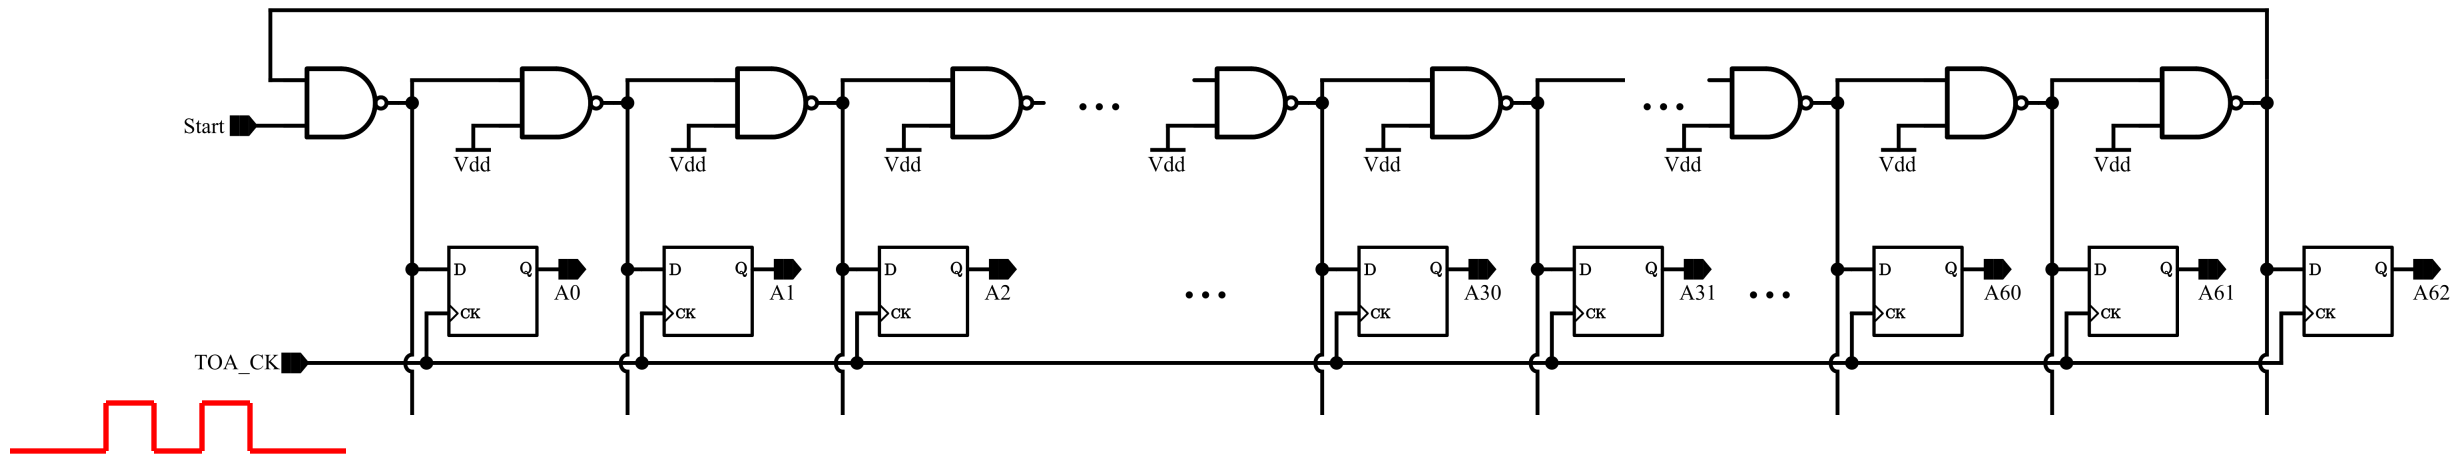 Start
Vdd
Vdd
Vdd
Vdd
Vdd
Vdd
Vdd
Vdd
D Q
CK
A0
D Q
CK
A1
D Q
CK
A2
D Q
CK
A30
D Q
CK
A31
D Q
CK
A60
D Q
CK
A61
D Q
CK
A62
TOA_CK